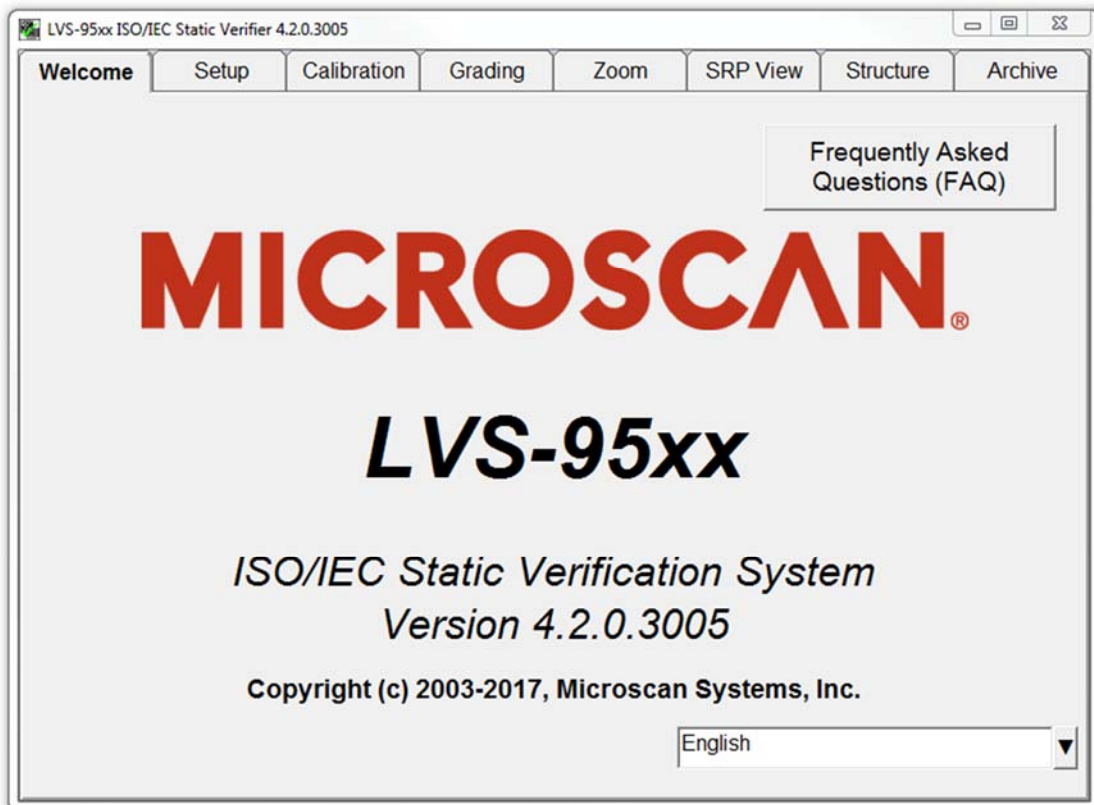 LVS-95xx ISO/IEC Static Verifier 4.2.0.3005
Welcome Setup Calibration Grading Zoom SRP View Structure Archive
Frequently Asked
Questions (FAQ)
MICROSCAN®
LVS-95xx
ISO/IEC Static Verification System
Version 4.2.0.3005
Copyright (c) 2003-2017, Microscan Systems, Inc.
English